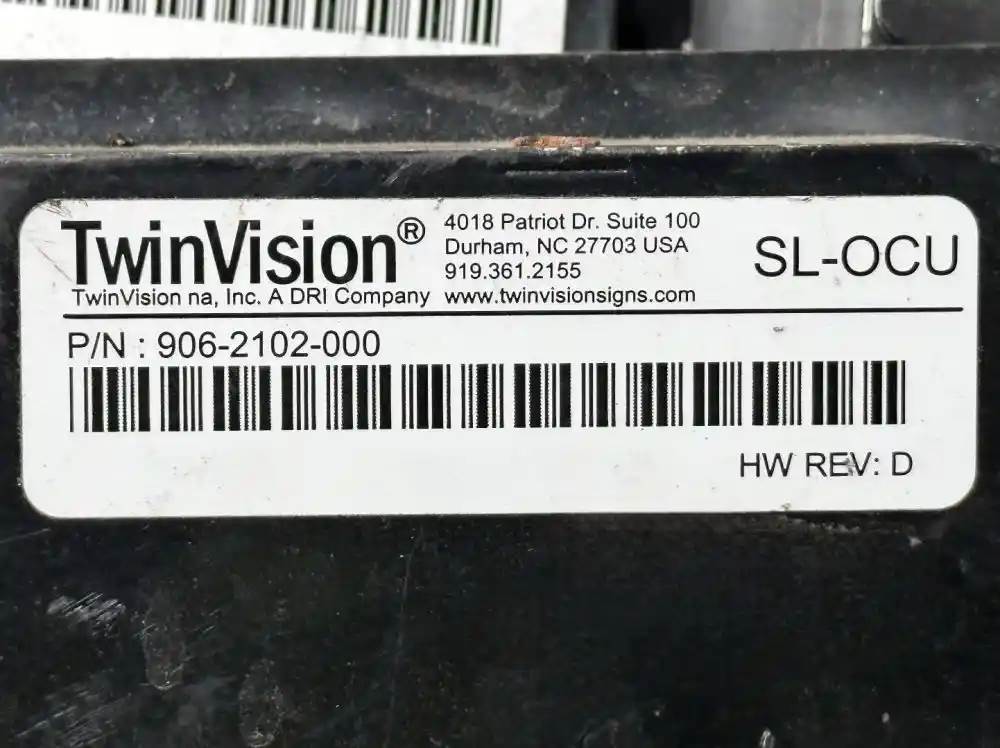 TwinVision®
4018 Patriot Dr. Suite 100
Durham, NC 27703 USA
919.361.2155
SL-OCU
TwinVision na, Inc. A DRI Company www.twinvisionsigns.com
P/N : 906-2102-000
HW REV: D